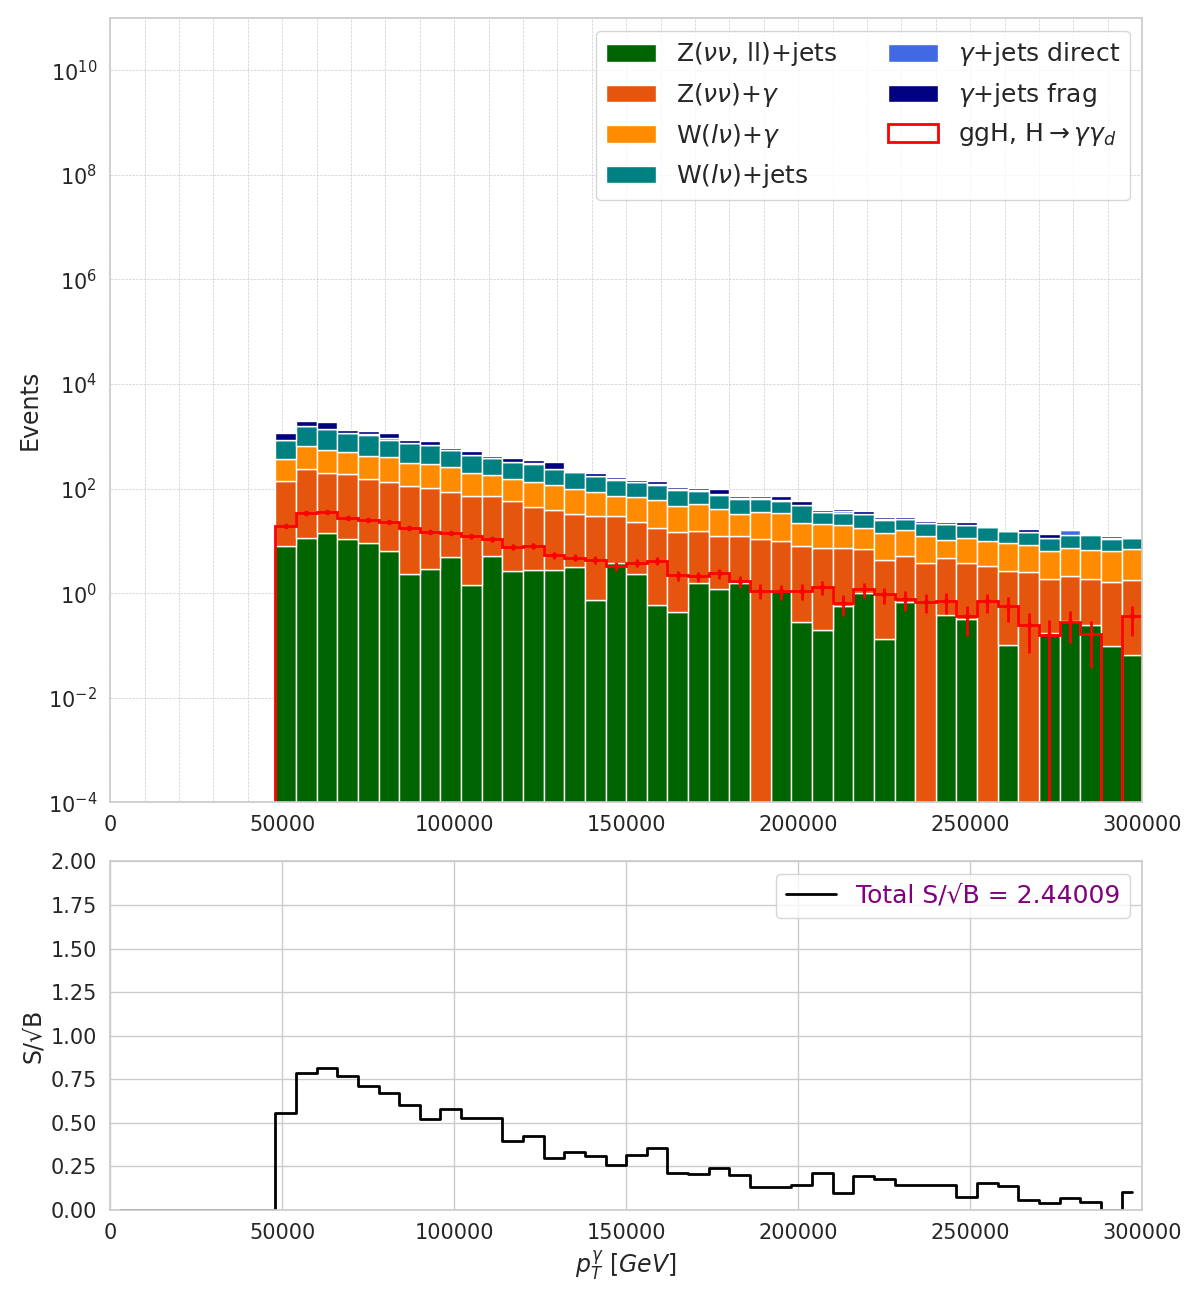 Z(νν, ll)+jets
Z(νν)+γ
W(lν)+γ
W(lν)+jets
γ+jets direct
γ+jets frag
ggH, H→γγ_d
Events
10^10
10^8
10^6
10^4
10^2
10^0
10^−2
10^−4
0 50000 100000 150000 200000 250000 300000
Total S/√B = 2.44009
S/√B
2.00
1.75
1.50
1.25
1.00
0.75
0.50
0.25
0.00
0 50000 100000 150000 200000 250000 300000
p_T^γ [GeV]